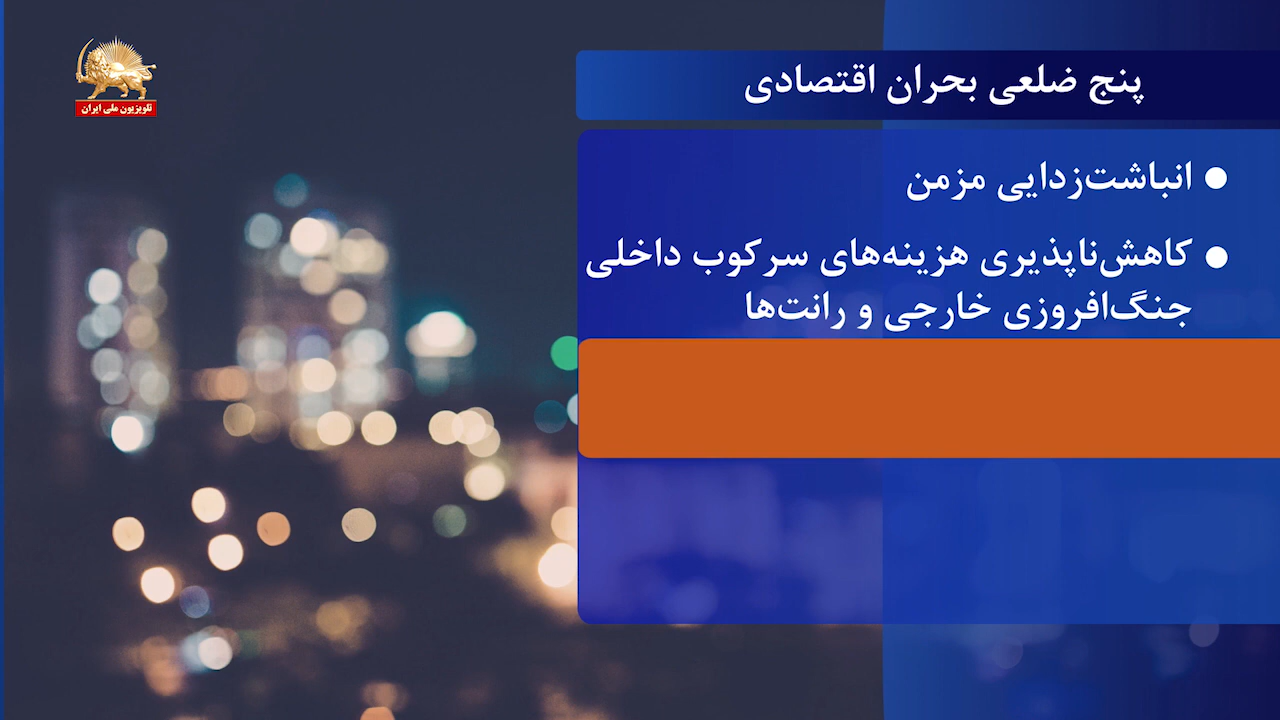 پنج ضلعی بحران اقتصادی
● انباشت‌زدایی مزمن
● کاهش‌ناپذیری هزینه‌های سرکوب داخلی
جنگ‌افروزی خارجی و رانت‌ها
تلویزیون ملی ایران